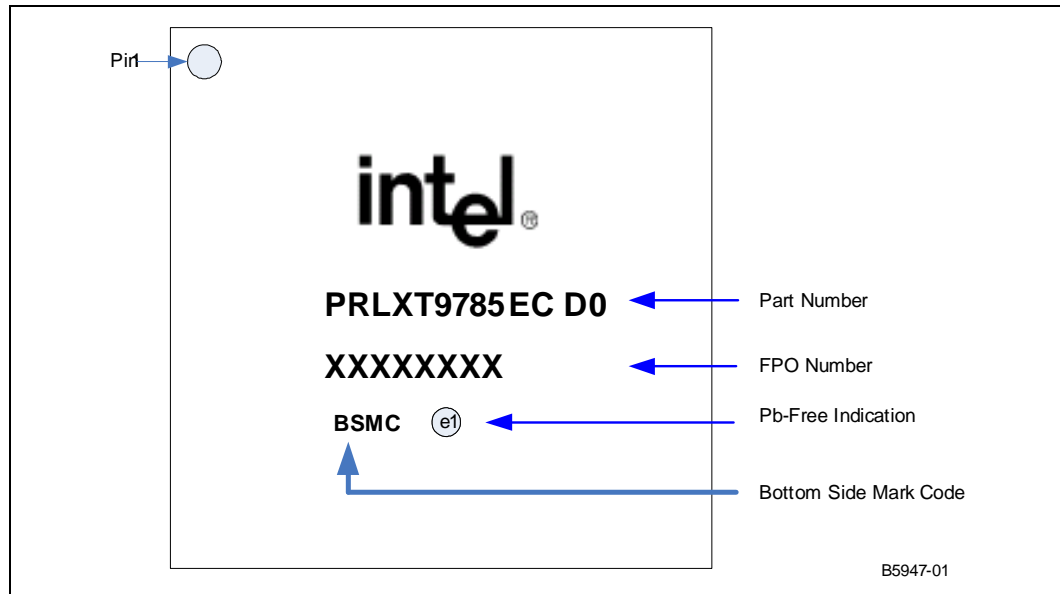 Pin1
intel®
PRLXT9785EC D0
Part Number
XXXXXXXX
FPO Number
BSMC
e1
Pb-Free Indication
Bottom Side Mark Code
B5947-01